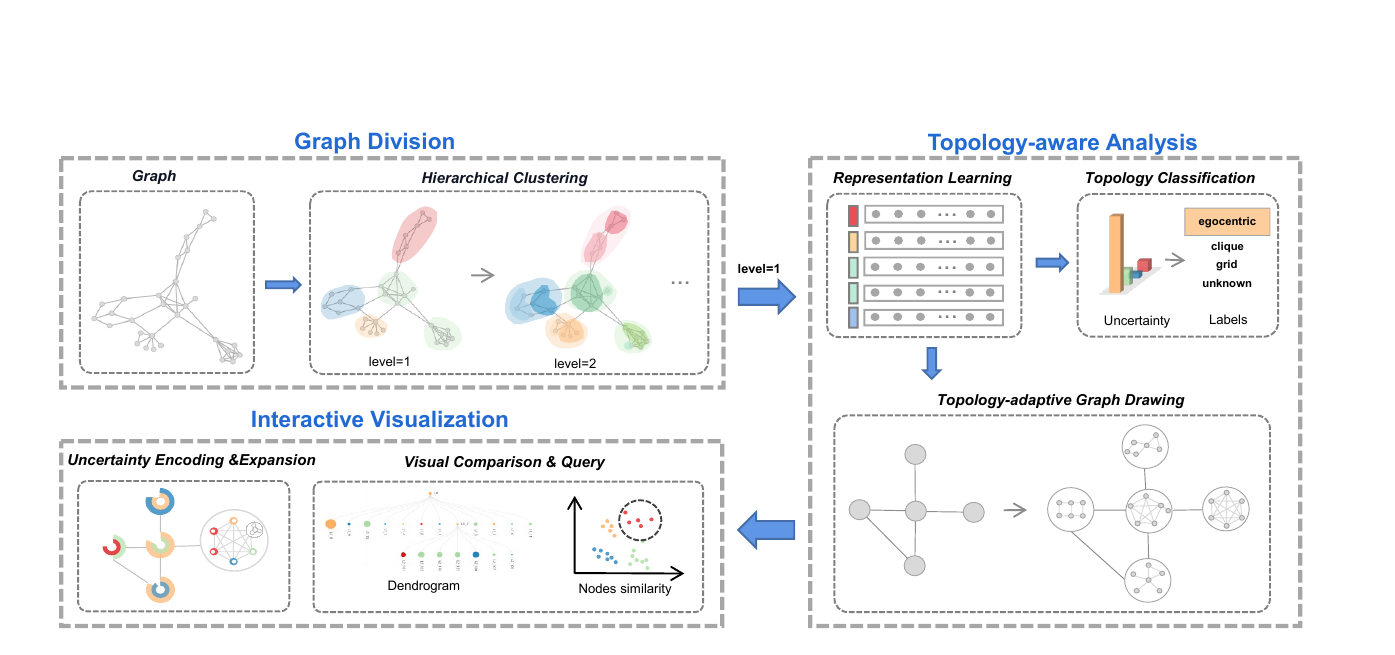 Graph Division
Graph
Hierarchical Clustering
level=1
level=2
...
level=1
Topology-aware Analysis
Representation Learning
Topology Classification
egocentric
clique
grid
unknown
Uncertainty
Labels
Topology-adaptive Graph Drawing
Interactive Visualization
Uncertainty Encoding &Expansion
Visual Comparison & Query
Dendrogram
Nodes similarity